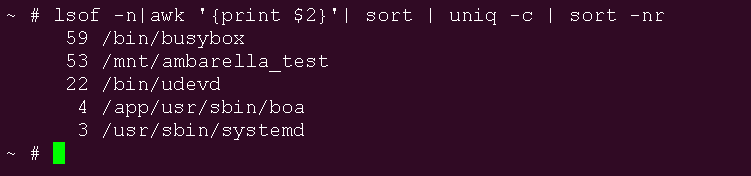 ~ # lsof -n|awk '{print $2}'| sort | uniq -c | sort -nr
59 /bin/busybox
53 /mnt/ambarella_test
22 /bin/udevd
4 /app/usr/sbin/boa
3 /usr/sbin/systemd
~ #